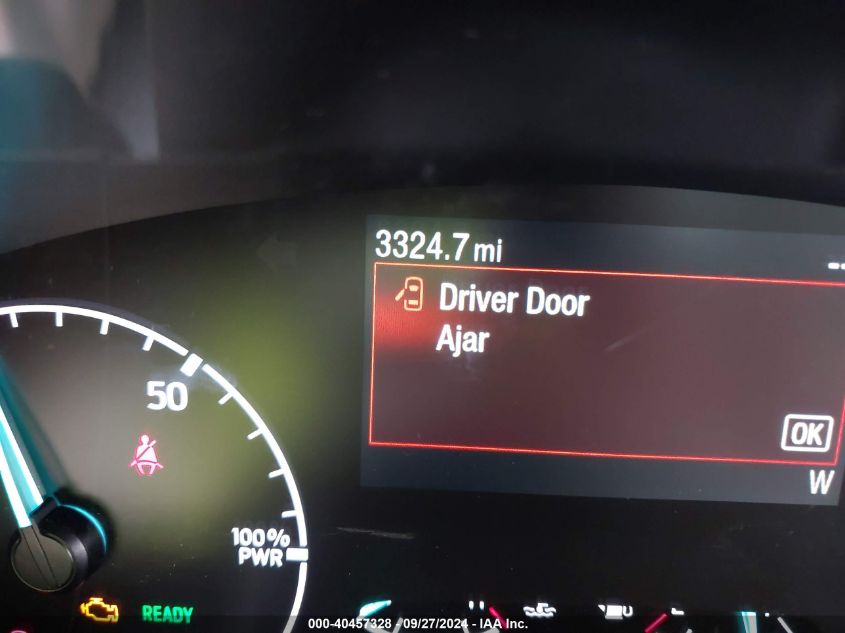 3324.7 mi
Driver Door
Ajar
50
OK
W
100%
PWR
READY
000-40457328 - 09/27/2024 - IAA Inc.